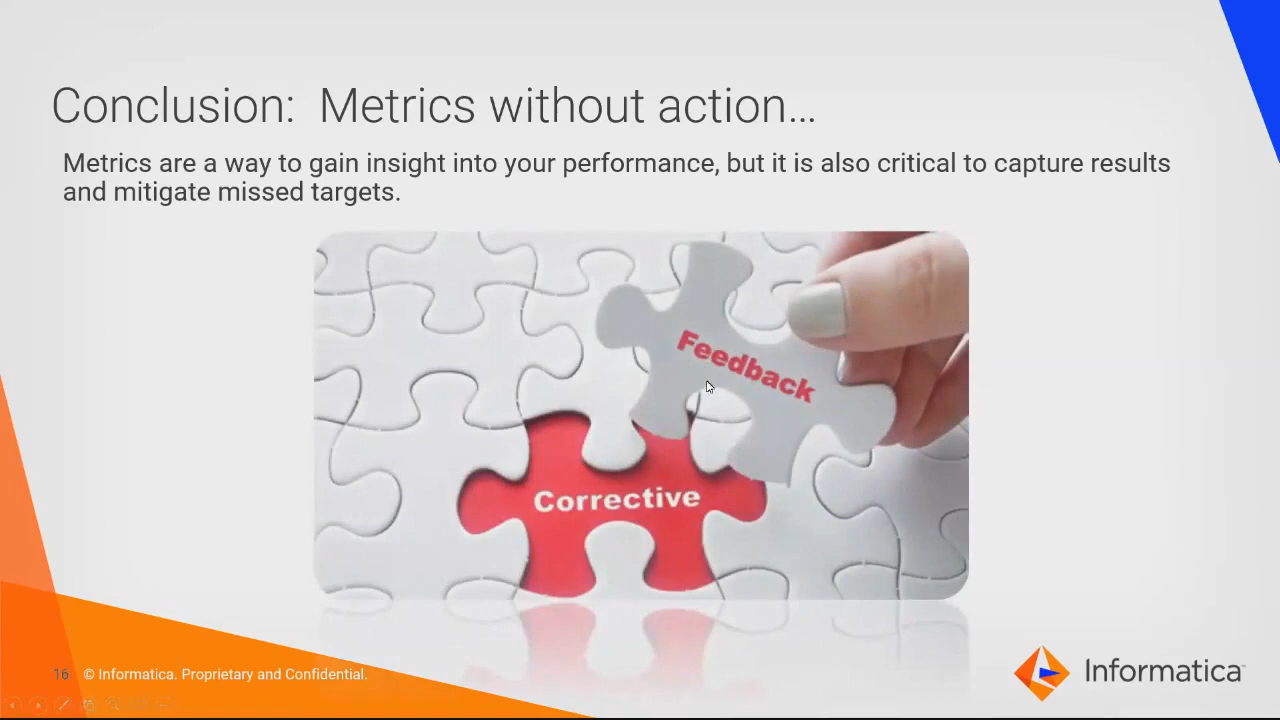 Conclusion:  Metrics without action...
Metrics are a way to gain insight into your performance, but it is also critical to capture results
and mitigate missed targets.
Feedback
Corrective
16 © Informatica. Proprietary and Confidential.
Informatica